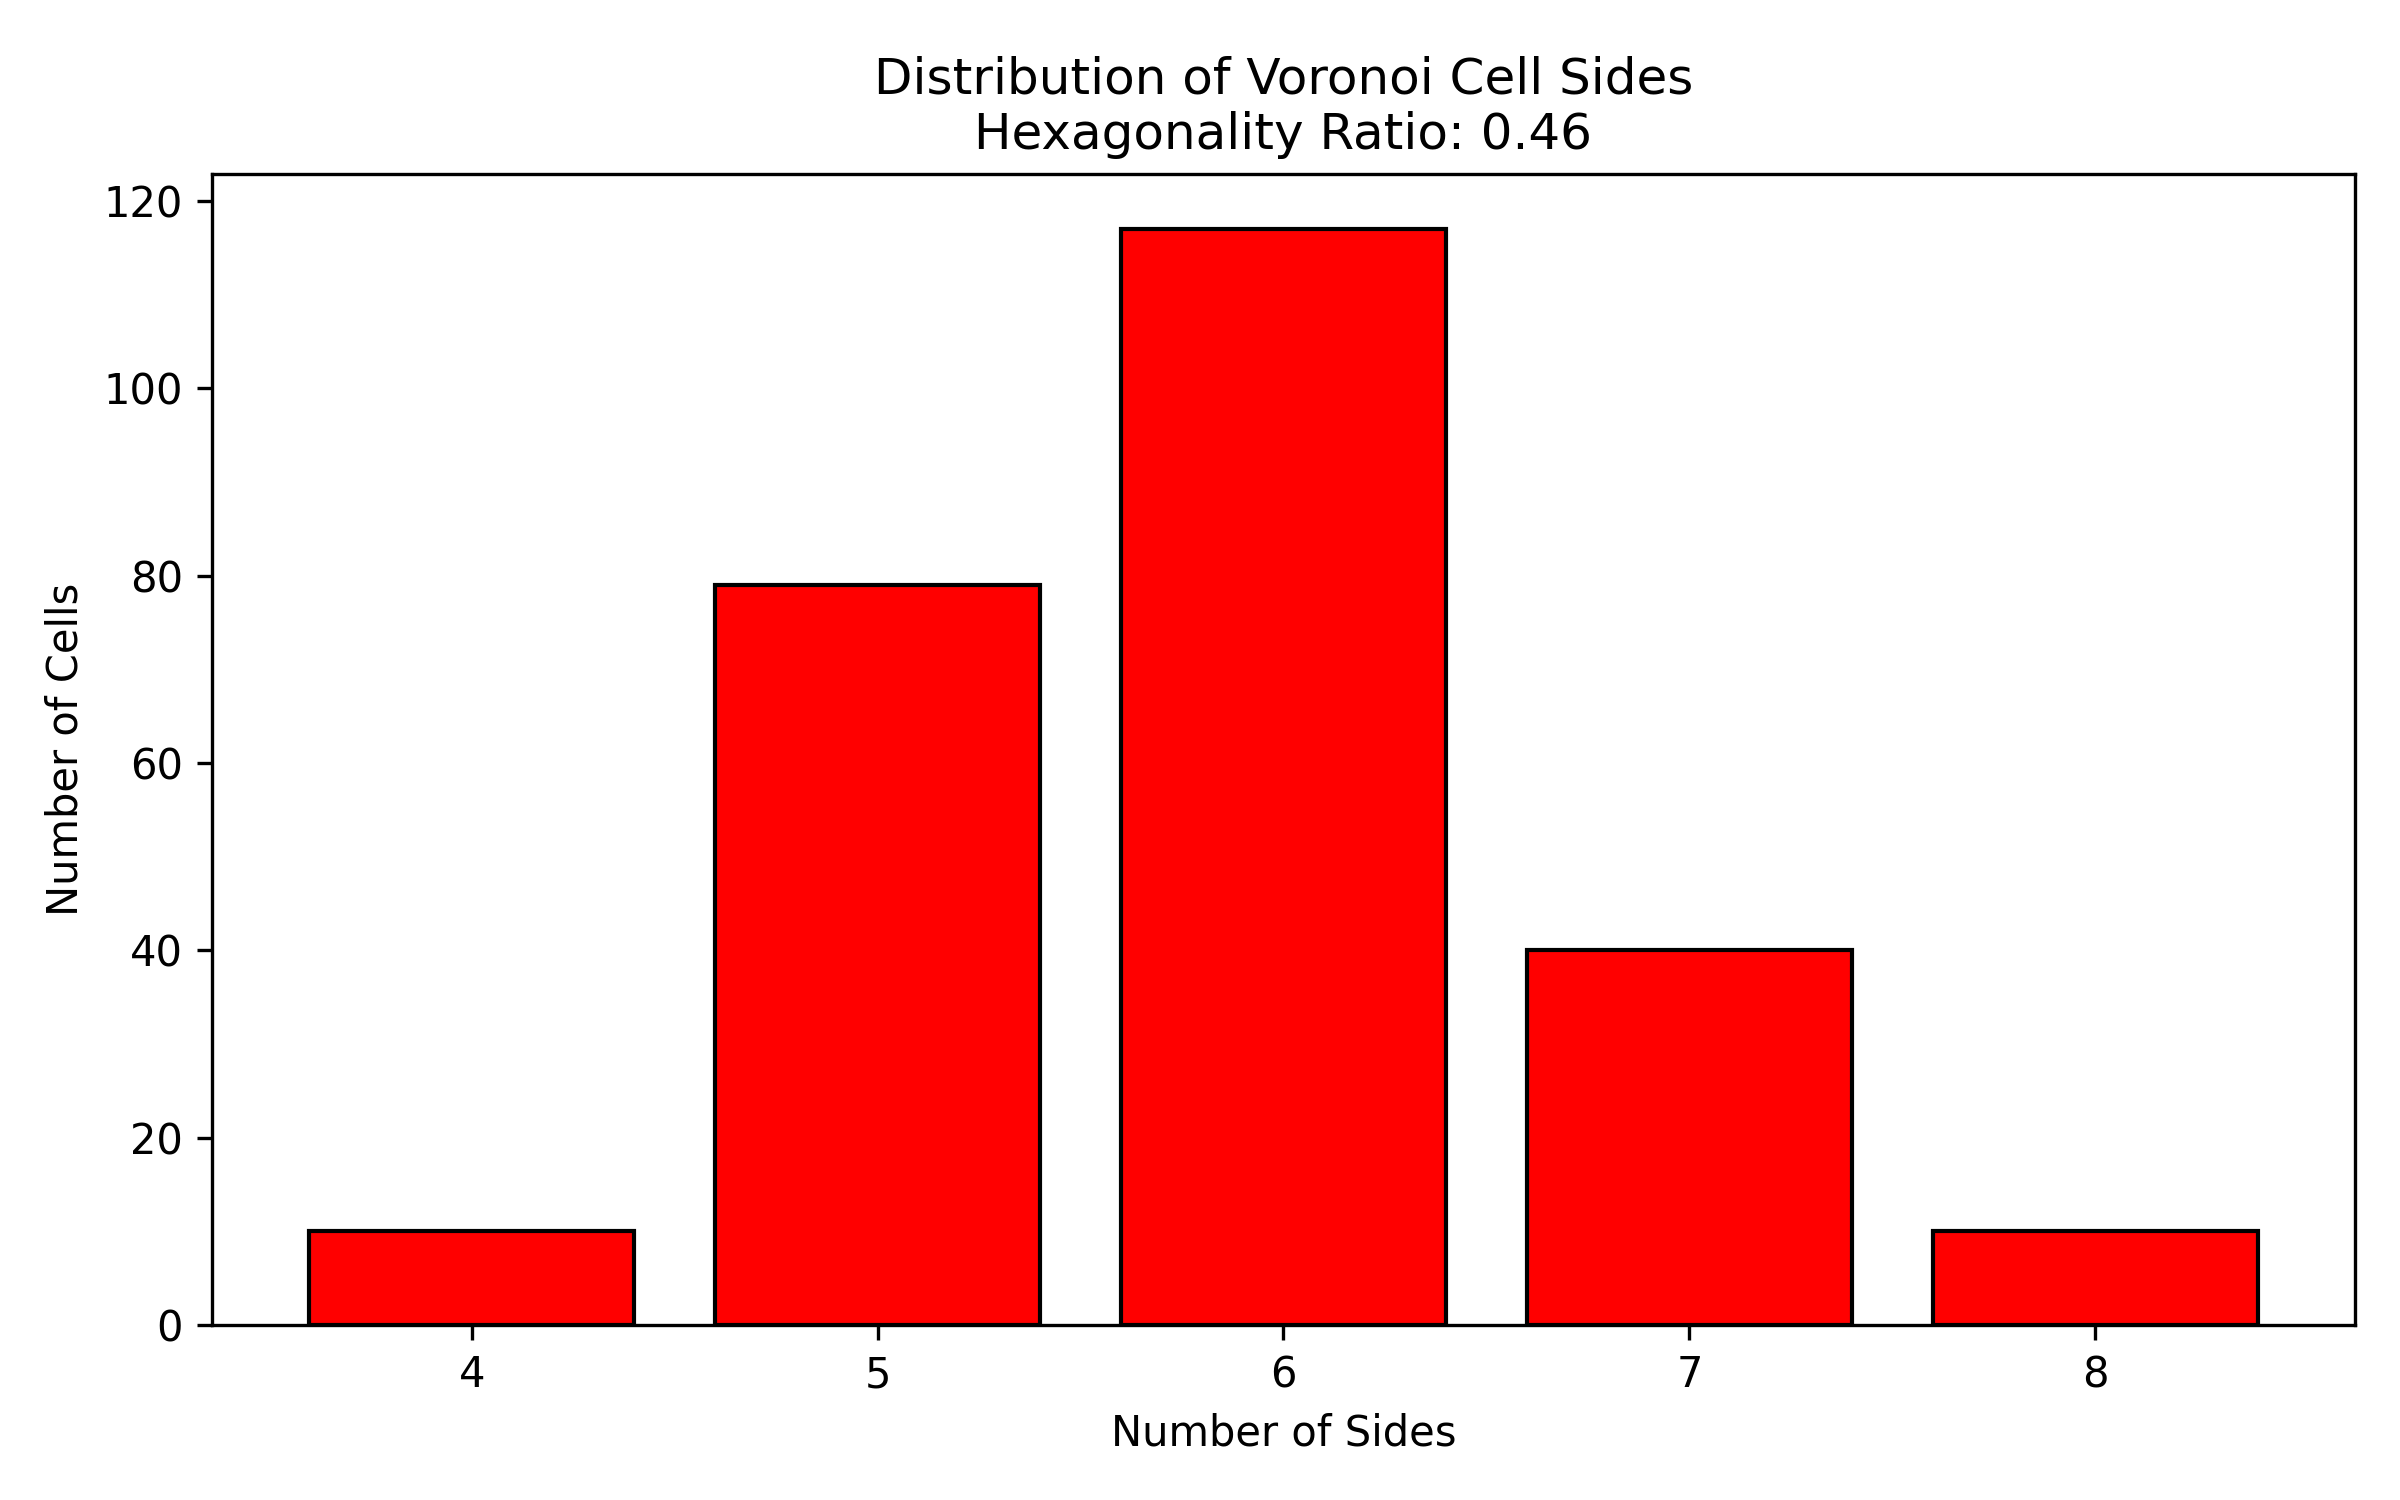 Distribution of Voronoi Cell Sides
Hexagonality Ratio: 0.46
120
100
80
60
40
20
0
Number of Cells
4 5 6 7 8
Number of Sides